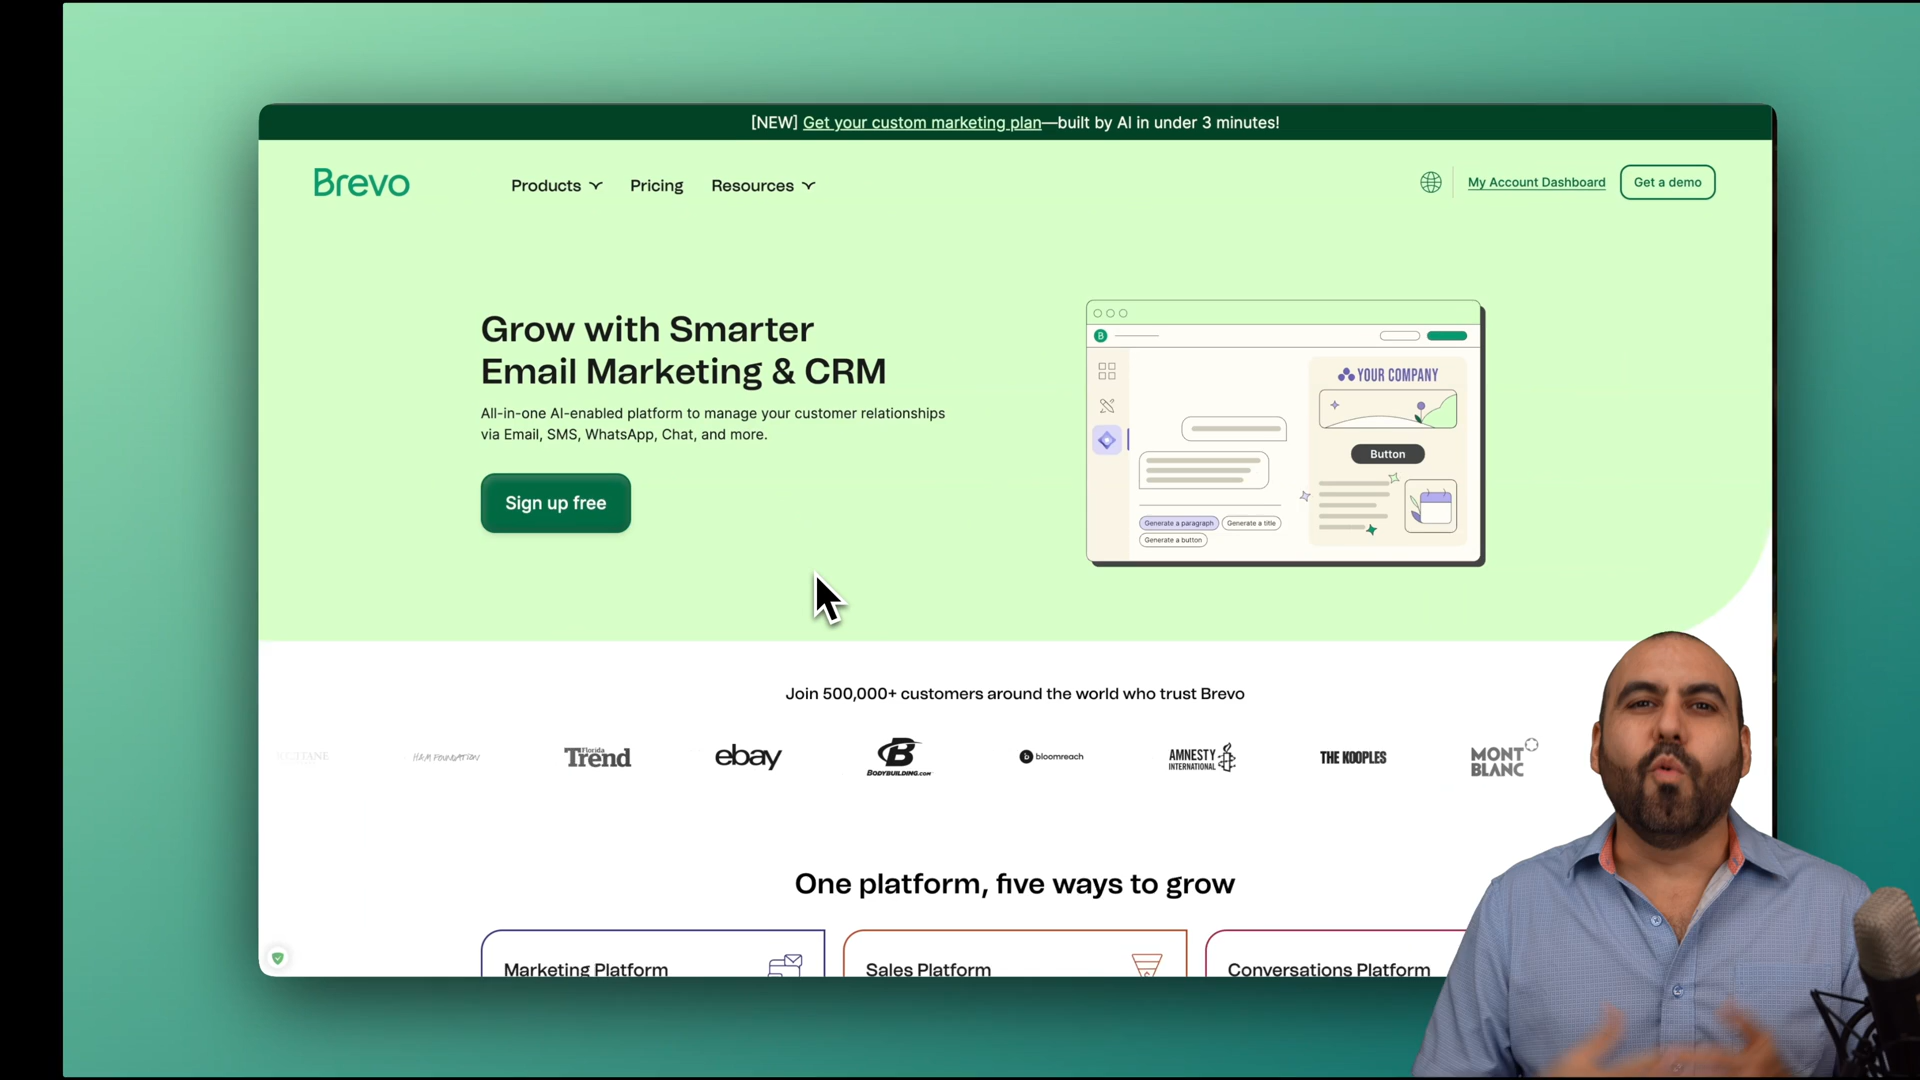 [NEW] Get your custom marketing plan—built by AI in under 3 minutes!
Brevo
Products
Pricing
Resources
My Account Dashboard
Get a demo
Grow with Smarter
Email Marketing & CRM
All-in-one AI-enabled platform to manage your customer relationships
via Email, SMS, WhatsApp, Chat, and more.
Sign up free
B
YOUR COMPANY
Button
Generate a paragraph
Generate a title
Generate a button
Join 500,000+ customers around the world who trust Brevo
H&M FOUNDATION
Florida
Trend
ebay
B
BODYBUILDING.COM
b bloomreach
AMNESTY
INTERNATIONAL
THE KOOPLES
MONT
BLANC
One platform, five ways to grow
Marketing Platform
Sales Platform
Conversations Platform